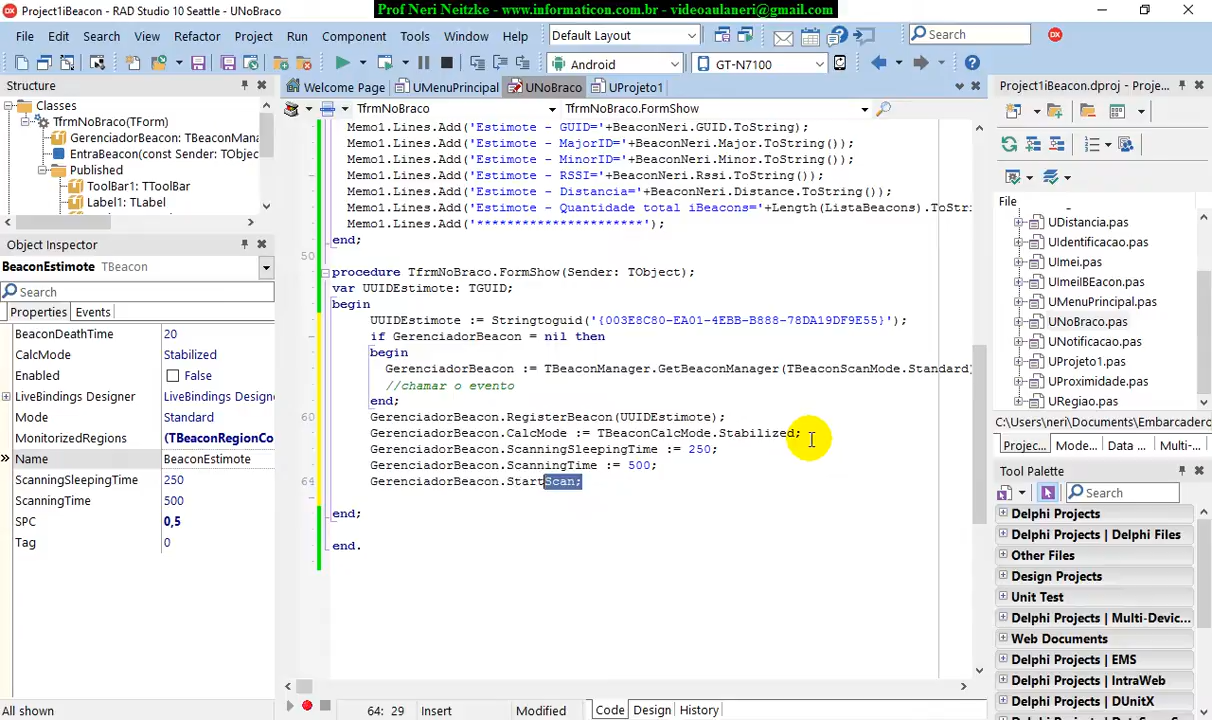 Project1iBeacon - RAD Studio 10 Seattle - UNoBraco
Prof Neri Neitzke - www.informaticon.com.br - videoaulaneri@gmail.com
File Edit Search View Refactor Project Run Component Tools Window Help
Default Layout
Search
Android
GT-N7100
Structure
Welcome Page UMenuPrincipal UNoBraco UProjeto1
Project1iBeacon.dproj - Proje...
Classes
TfrmNoBraco(TForm)
GerenciadorBeacon: TBeaconMana
EntraBeacon(const Sender: TObjec
Published
ToolBar1: TToolBar
Label1: TLabel
Object Inspector
BeaconEstimote TBeacon
Search
Properties Events
BeaconDeathTime 20
CalcMode Stabilized
Enabled False
LiveBindings Designer LiveBindings Designer
Mode Standard
MonitorizedRegions (TBeaconRegionCo
Name BeaconEstimote
ScanningSleepingTime 250
ScanningTime 500
SPC 0,5
Tag 0
All shown
TfrmNoBraco TfrmNoBraco.FormShow
Memo1.Lines.Add('Estimote - GUID='+BeaconNeri.GUID.ToString);
Memo1.Lines.Add('Estimote - MajorID='+BeaconNeri.Major.ToString());
Memo1.Lines.Add('Estimote - MinorID='+BeaconNeri.Minor.ToString());
Memo1.Lines.Add('Estimote - RSSI='+BeaconNeri.Rssi.ToString());
Memo1.Lines.Add('Estimote - Distancia='+BeaconNeri.Distance.ToString());
Memo1.Lines.Add('Estimote - Quantidade total iBeacons='+Length(ListaBeacons).ToStr
Memo1.Lines.Add('**********************');
end;
50
procedure TfrmNoBraco.FormShow(Sender: TObject);
var UUIDEstimote: TGUID;
begin
UUIDEstimote := Stringtoguid('{003E8C80-EA01-4EBB-B888-78DA19DF9E55}');
if GerenciadorBeacon = nil then
begin
GerenciadorBeacon := TBeaconManager.GetBeaconManager(TBeaconScanMode.Standard)
//chamar o evento
end;
60 GerenciadorBeacon.RegisterBeacon(UUIDEstimote);
GerenciadorBeacon.CalcMode := TBeaconCalcMode.Stabilized;
GerenciadorBeacon.ScanningSleepingTime := 250;
GerenciadorBeacon.ScanningTime := 500;
64 GerenciadorBeacon.StartScan;
end;
end.
64: 29 Insert Modified Code Design History
File
UDistancia.pas
UIdentificacao.pas
UImei.pas
UImeiIBEacon.pas
UMenuPrincipal.pas
UNoBraco.pas
UNotificacao.pas
UProjeto1.pas
UProximidade.pas
URegiao.pas
C:\Users\neri\Documents\Embarcader
Projec... Mode... Data ... Multi-...
Tool Palette
Search
Delphi Projects
Delphi Projects | Delphi Files
Other Files
Design Projects
Unit Test
Delphi Projects | Multi-Devic...
Web Documents
Delphi Projects | EMS
Delphi Projects | IntraWeb
Delphi Projects | DUnitX